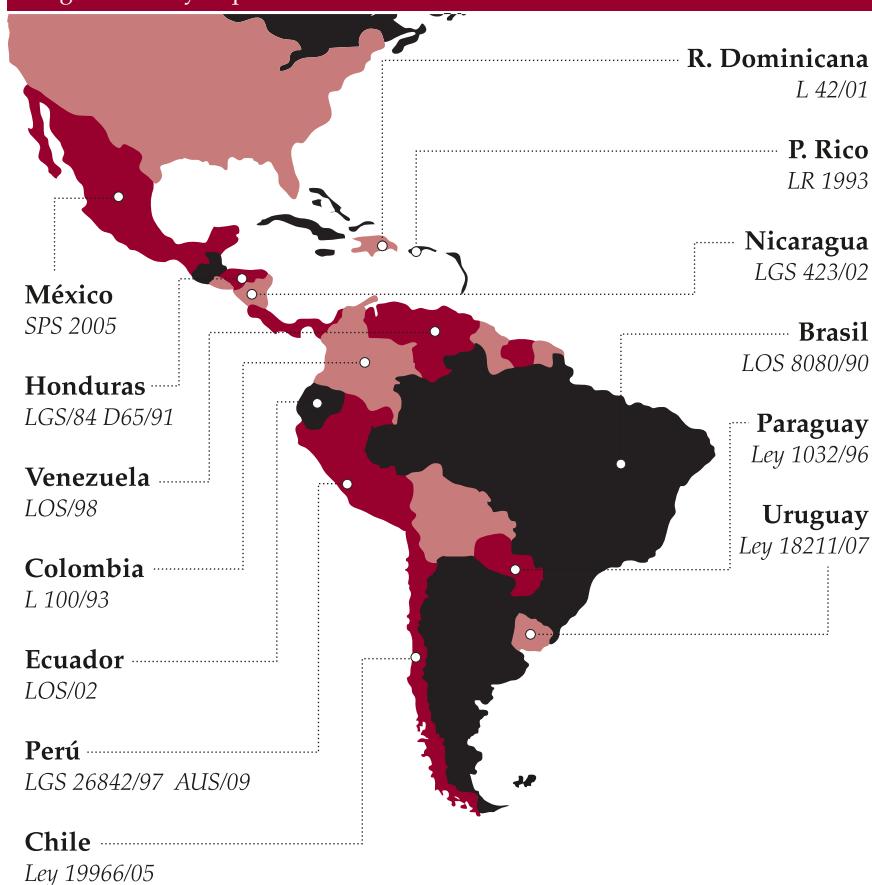 R. Dominicana
L 42/01
P. Rico
LR 1993
Nicaragua
LGS 423/02
México
SPS 2005
Brasil
LOS 8080/90
Honduras
LGS/84 D65/91
Paraguay
Ley 1032/96
Venezuela
LOS/98
Uruguay
Ley 18211/07
Colombia
L 100/93
Ecuador
LOS/02
Perú
LGS 26842/97 AUS/09
Chile
Ley 19966/05